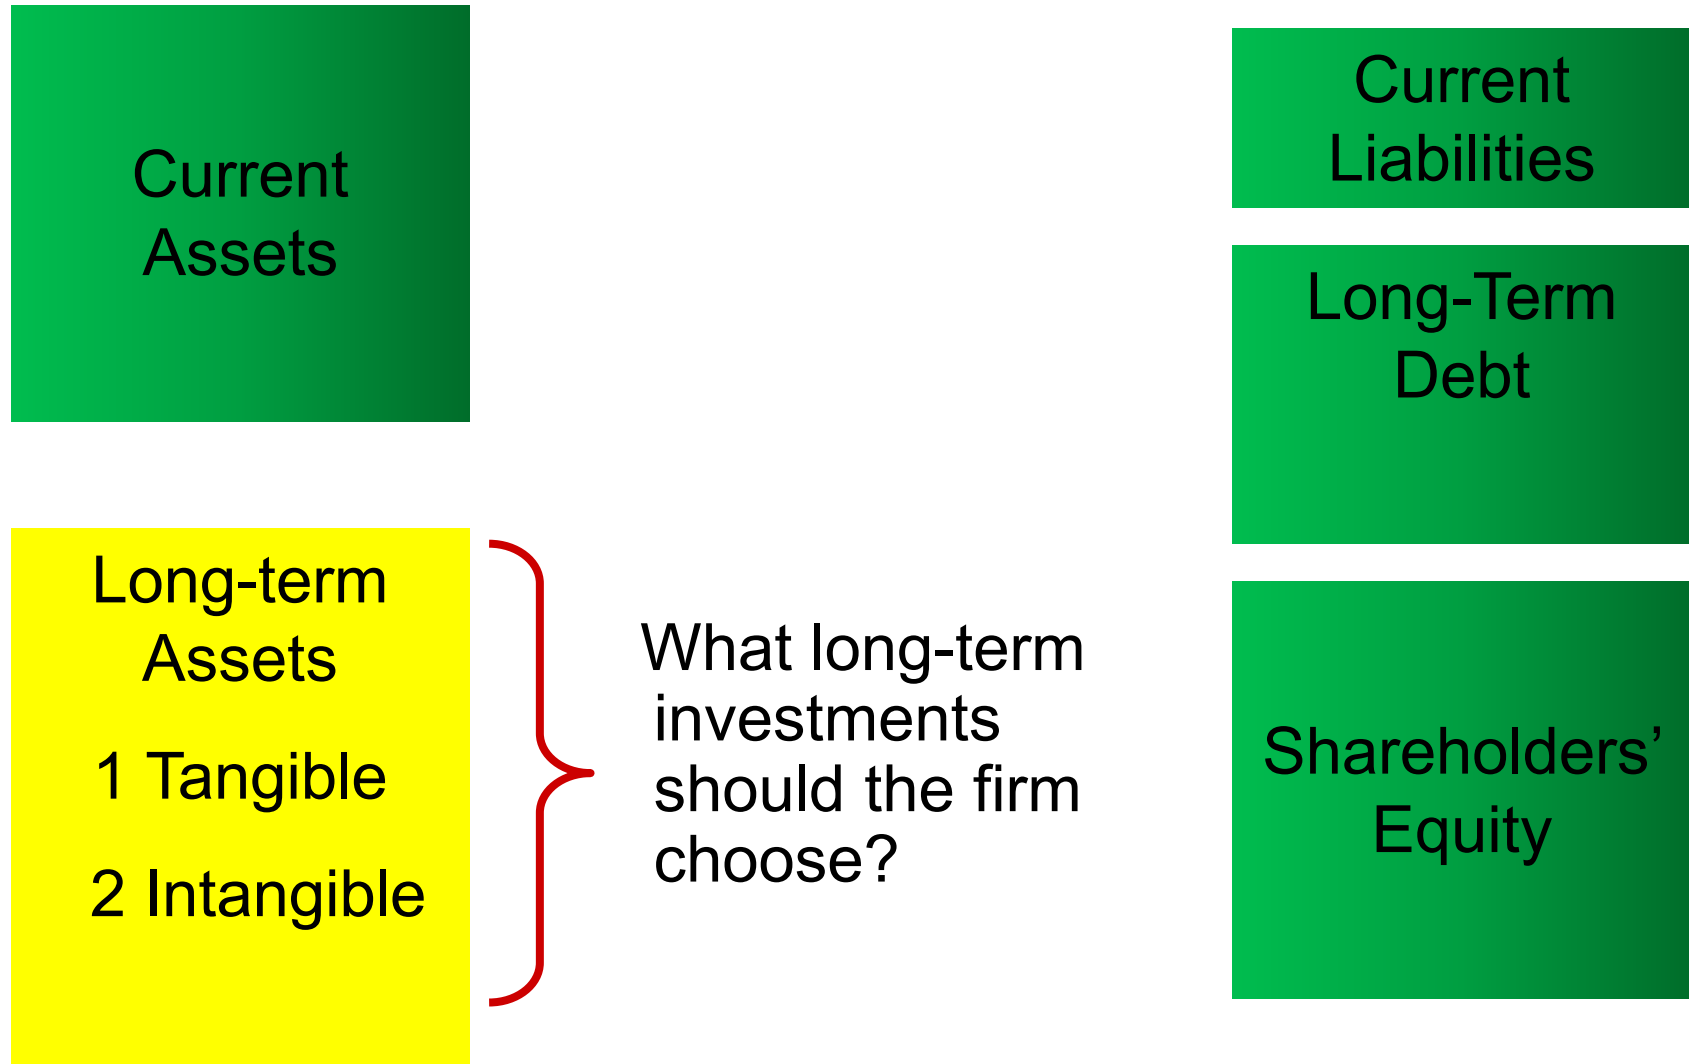 Current
Assets
Long-term
Assets
1 Tangible
2 Intangible
What long-term
investments
should the firm
choose?
Current
Liabilities
Long-Term
Debt
Shareholders’
Equity